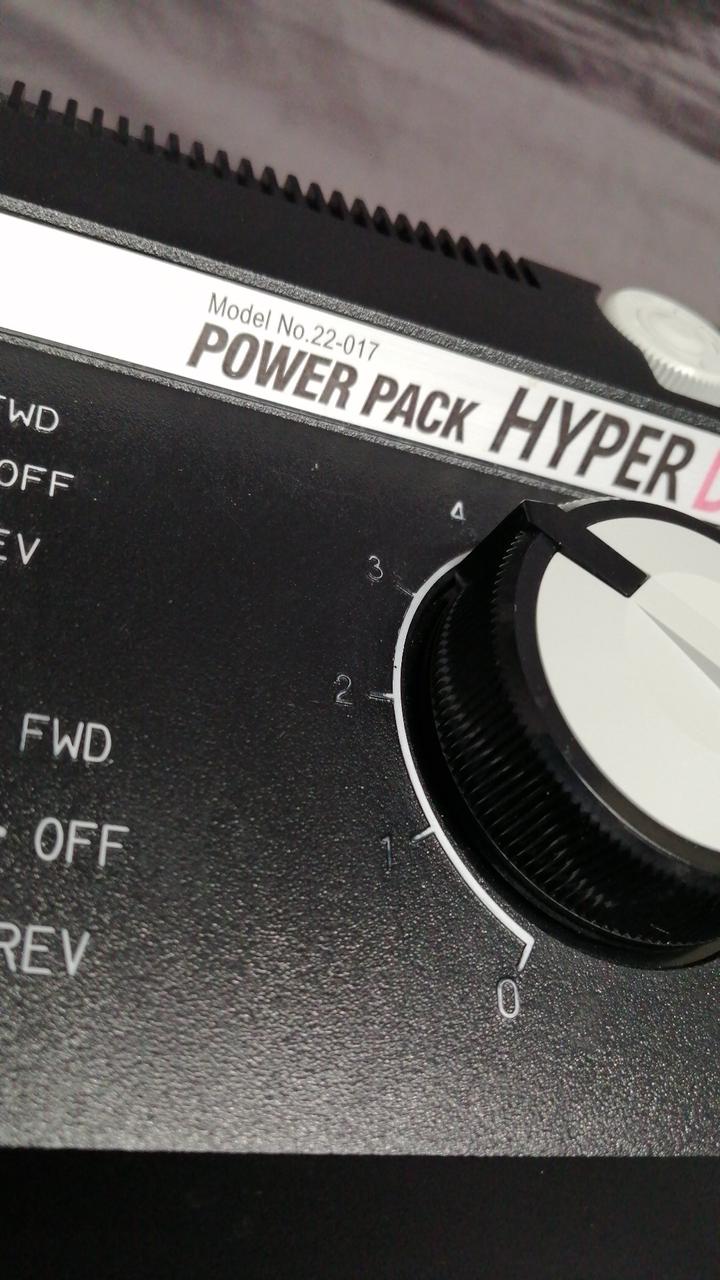 Model No.22-017
POWER PACK HYPER D
FWD
OFF
REV
4
3
2
1
0
FWD
OFF
REV